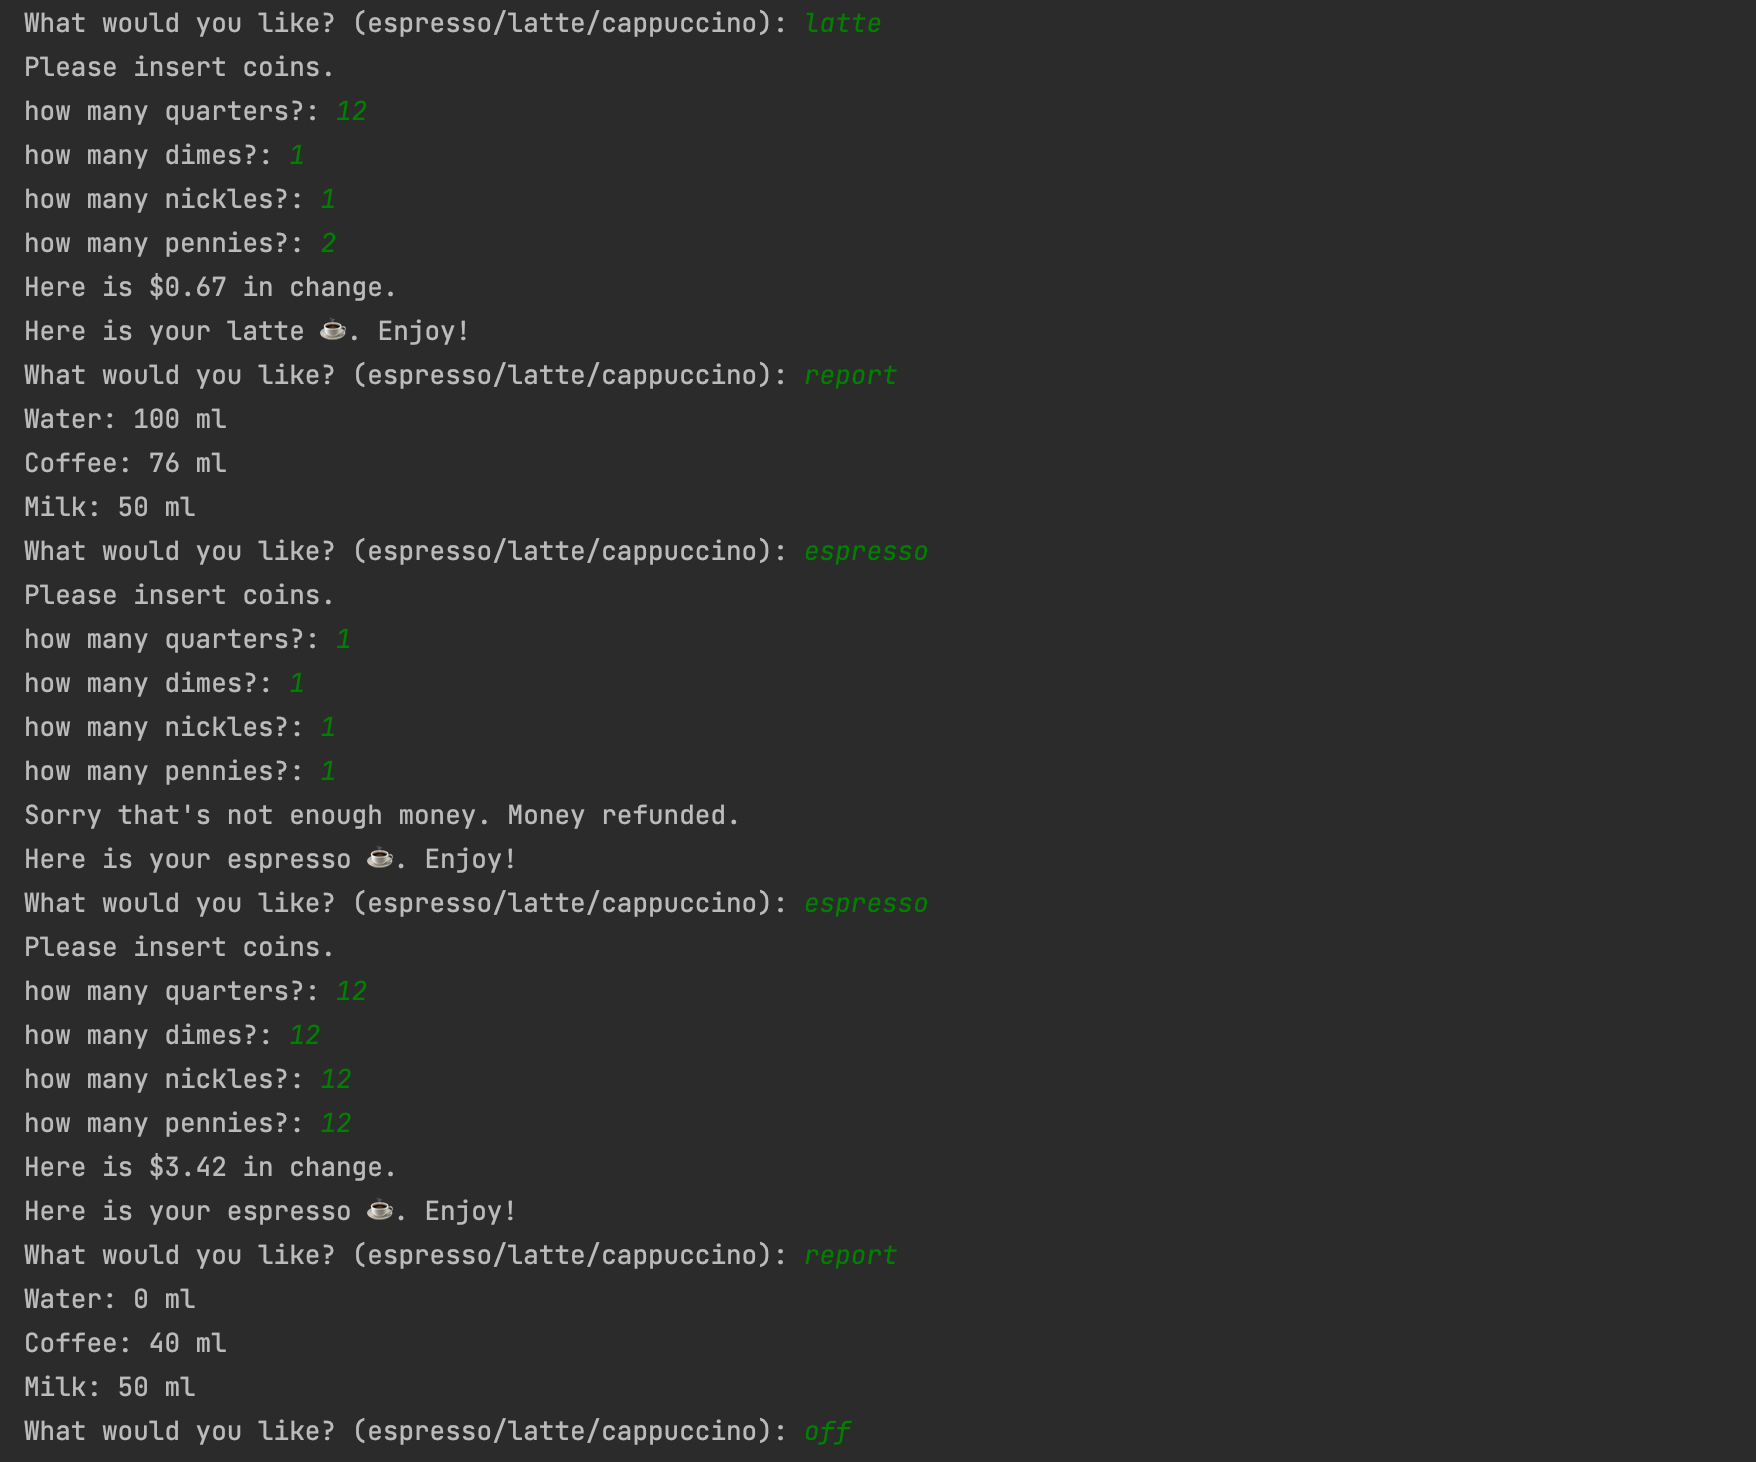 What would you like? (espresso/latte/cappuccino): latte
Please insert coins.
how many quarters?: 12
how many dimes?: 1
how many nickles?: 1
how many pennies?: 2
Here is $0.67 in change.
Here is your latte ☕. Enjoy!
What would you like? (espresso/latte/cappuccino): report
Water: 100 ml
Coffee: 76 ml
Milk: 50 ml
What would you like? (espresso/latte/cappuccino): espresso
Please insert coins.
how many quarters?: 1
how many dimes?: 1
how many nickles?: 1
how many pennies?: 1
Sorry that's not enough money. Money refunded.
Here is your espresso ☕. Enjoy!
What would you like? (espresso/latte/cappuccino): espresso
Please insert coins.
how many quarters?: 12
how many dimes?: 12
how many nickles?: 12
how many pennies?: 12
Here is $3.42 in change.
Here is your espresso ☕. Enjoy!
What would you like? (espresso/latte/cappuccino): report
Water: 0 ml
Coffee: 40 ml
Milk: 50 ml
What would you like? (espresso/latte/cappuccino): off